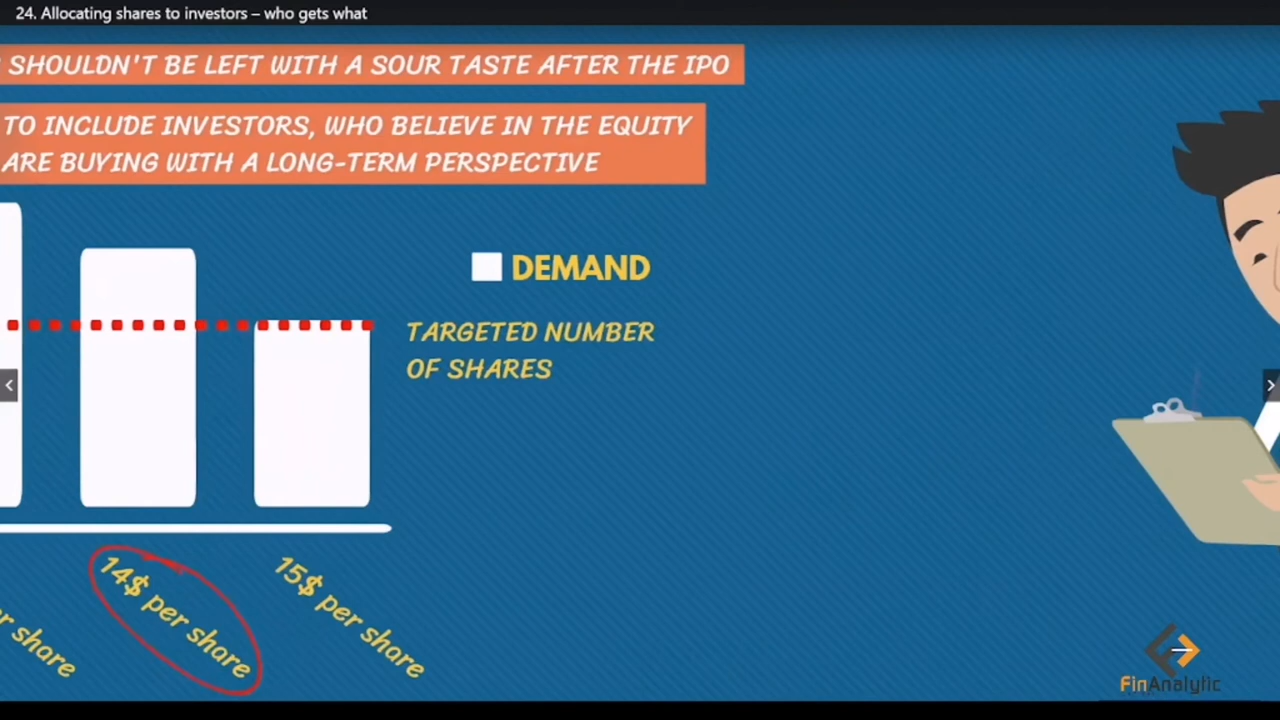 24. Allocating shares to investors – who gets what
SHOULDN'T BE LEFT WITH A SOUR TASTE AFTER THE IPO
TO INCLUDE INVESTORS, WHO BELIEVE IN THE EQUITY
ARE BUYING WITH A LONG-TERM PERSPECTIVE
DEMAND
TARGETED NUMBER
OF SHARES
share
14$ per share
15$ per share
FinAnalytic